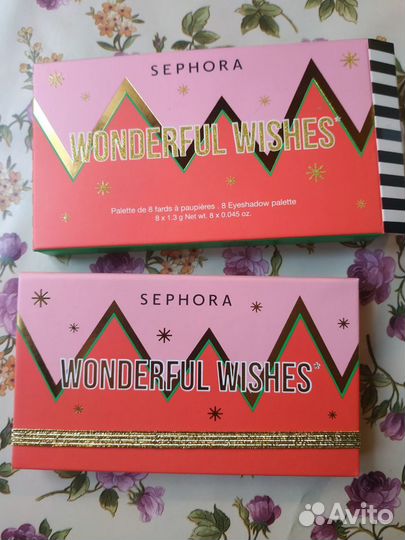 SEPHORA
WONDERFUL WISHES*
Palette de 8 fards à paupières . 8 Eyeshadow palette
8 x 1.3 g Net wt. 8 x 0.045 oz.
SEPHORA
WONDERFUL WISHES*
Avito